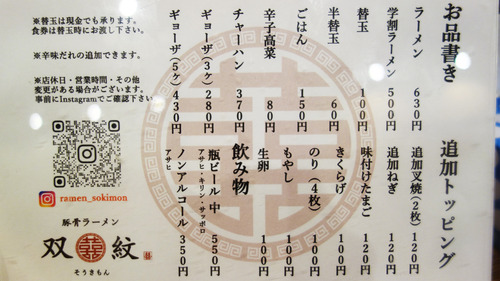 お品書き
ラーメン 630円
学割ラーメン 500円
替玉 100円
半替玉 60円
ごはん 150円
辛子高菜 80円
チャーハン 370円
ギョーザ(3ヶ) 280円
ギョーザ(5ヶ) 430円
追加トッピング
追加叉焼(2枚) 120円
追加ねぎ 120円
味付けたまご 120円
きくらげ 100円
のり(4枚) 100円
もやし 100円
生卵 100円
飲み物
瓶ビール 中 550円
アサヒ・キリン・サッポロ
ノンアルコール 350円
アサヒ
※替玉は現金でも承ります。
食券は替玉時にお渡し下さい。
※辛味だれの追加できます。
※店休日・営業時間・その他
変更がある場合がございます。
事前にInstagramでご確認下さい
ramen_sokimon
豚骨ラーメン
双囍紋
そうきもん